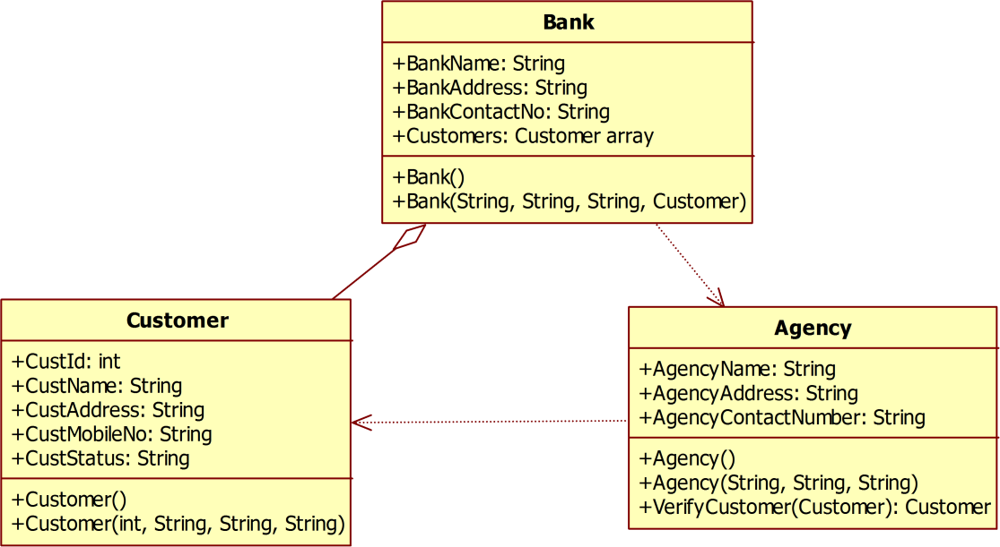 Bank
+BankName: String
+BankAddress: String
+BankContactNo: String
+Customers: Customer array
+Bank()
+Bank(String, String, String, Customer)
Customer
+CustId: int
+CustName: String
+CustAddress: String
+CustMobileNo: String
+CustStatus: String
+Customer()
+Customer(int, String, String, String)
Agency
+AgencyName: String
+AgencyAddress: String
+AgencyContactNumber: String
+Agency()
+Agency(String, String, String)
+VerifyCustomer(Customer): Customer